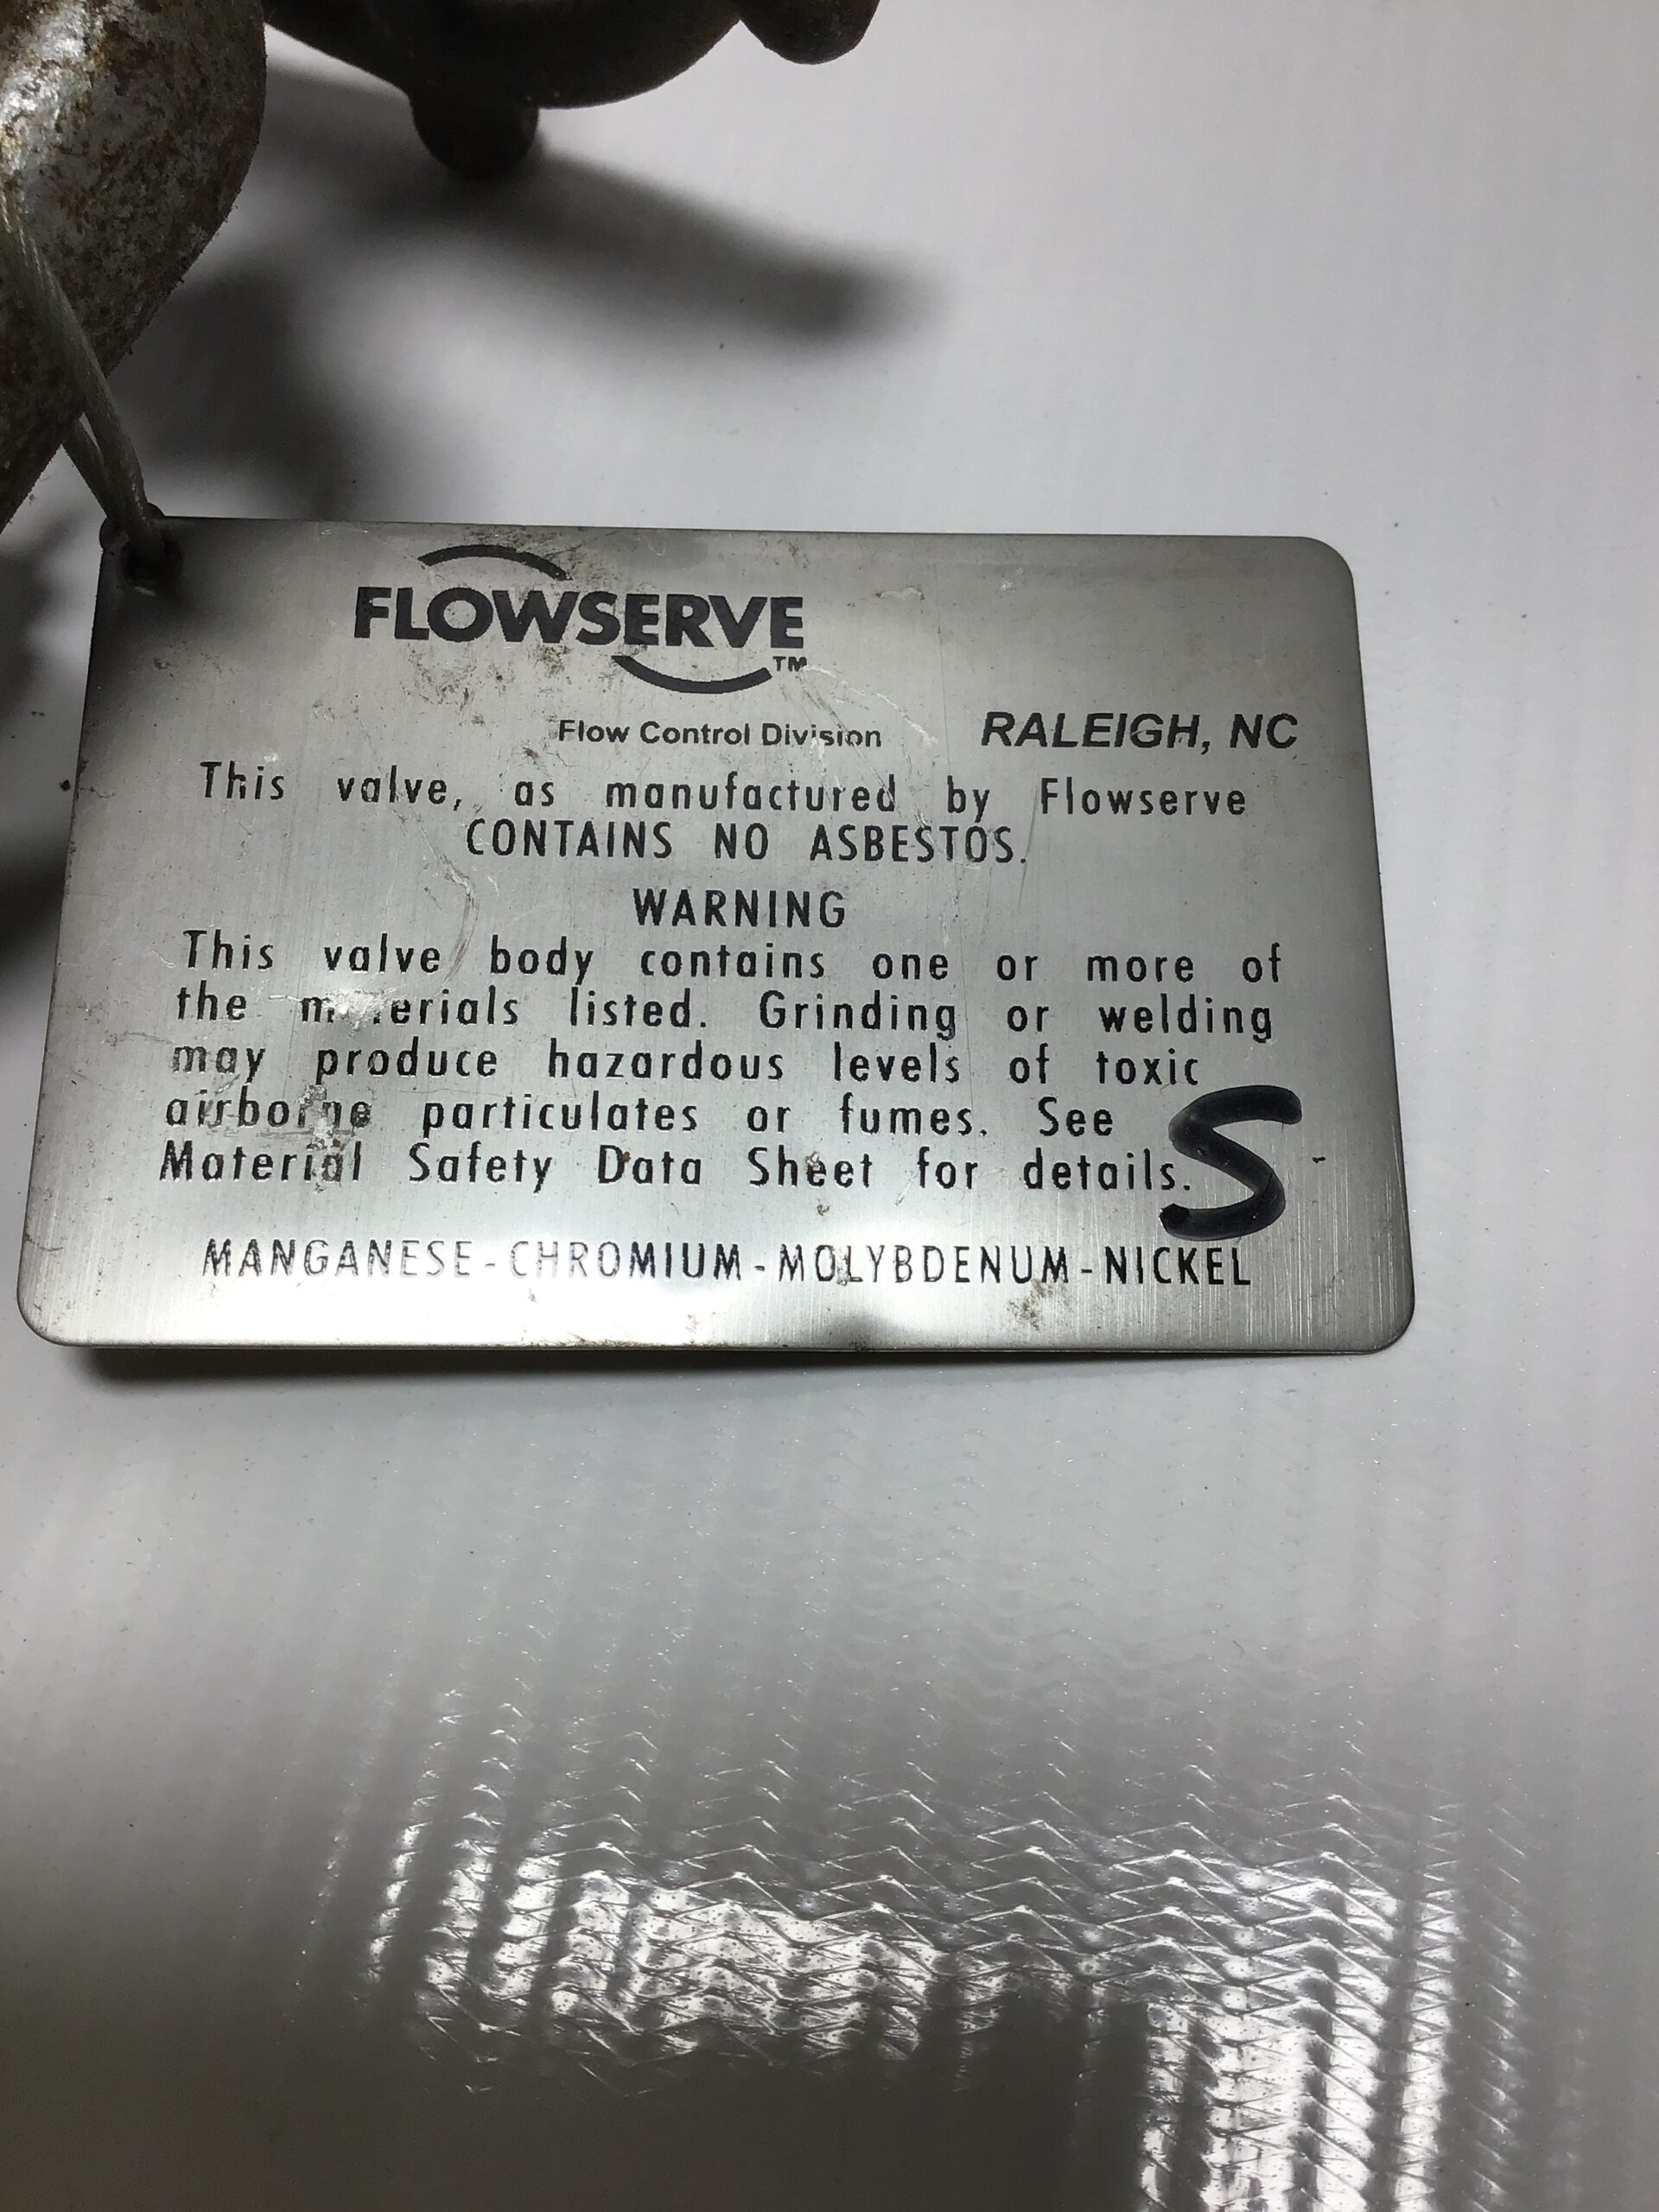 FLOWSERVE
TM
Flow Control Division RALEIGH, NC
This valve, as manufactured by Flowserve
CONTAINS NO ASBESTOS.
WARNING
This valve body contains one or more of
the materials listed. Grinding or welding
may produce hazardous levels of toxic
airborne particulates or fumes. See
Material Safety Data Sheet for details.
S
MANGANESE-CHROMIUM-MOLYBDENUM-NICKEL